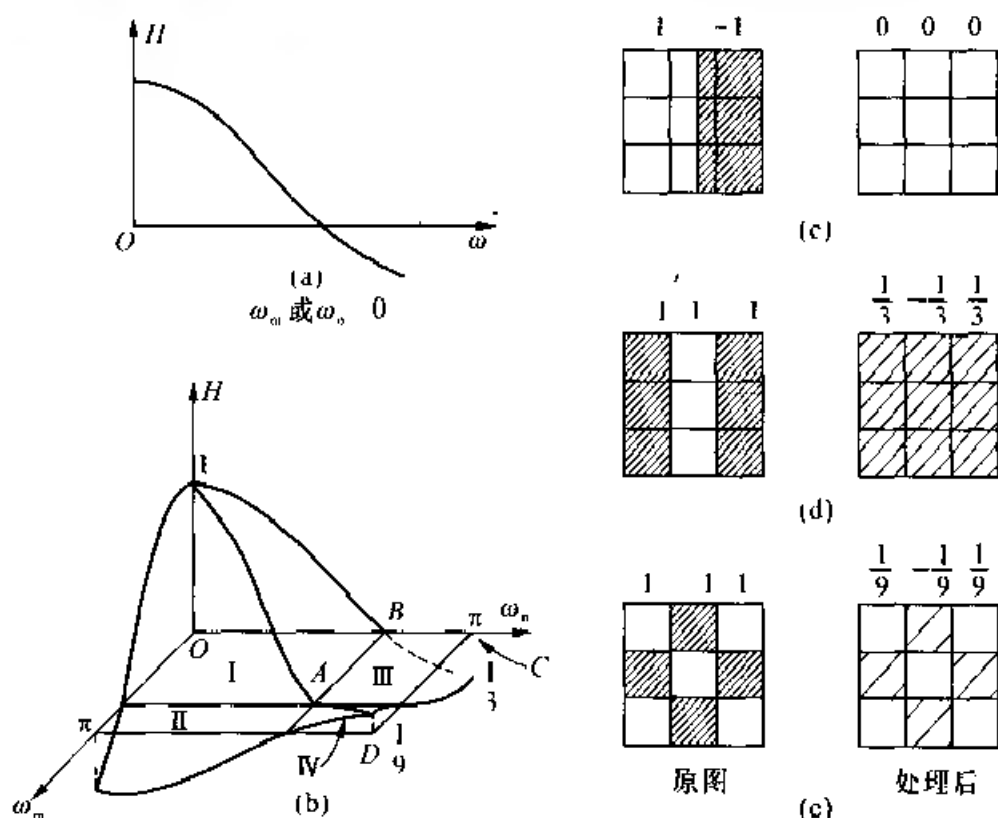 H
O
ω
(a)
ω_m 或 ω_n 0
H
1
B
π
ω_n
O
I
A
III
C
1/3
π
II
IV
D
1/9
ω_m
(b)
1 -1
0 0 0
(c)
1 1 1
1/3 -1/3 1/3
(d)
1 1 1
1/9 -1/9 1/9
原图
处理后
(e)